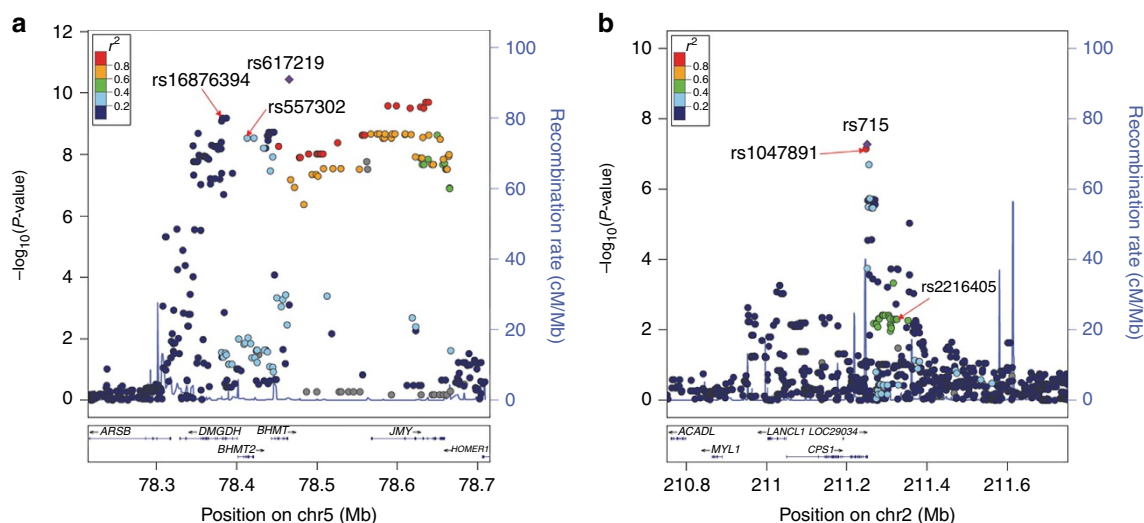 a
r²
0.8
0.6
0.4
0.2
rs617219
rs16876394
rs557302
12
10
8
6
4
2
0
–log₁₀(P-value)
100
80
60
40
20
0
Recombination rate (cM/Mb)
←ARSB
←DMGDH
BHMT→
JMY→
BHMT2→
←HOMER1
78.3
78.4
78.5
78.6
78.7
Position on chr5 (Mb)
b
r²
0.8
0.6
0.4
0.2
rs715
rs1047891
rs2216405
10
8
6
4
2
0
–log₁₀(P-value)
100
80
60
40
20
0
Recombination rate (cM/Mb)
←ACADL
←LANCL1
LOC29034→
←MYL1
CPS1→
210.8
211
211.2
211.4
211.6
Position on chr2 (Mb)